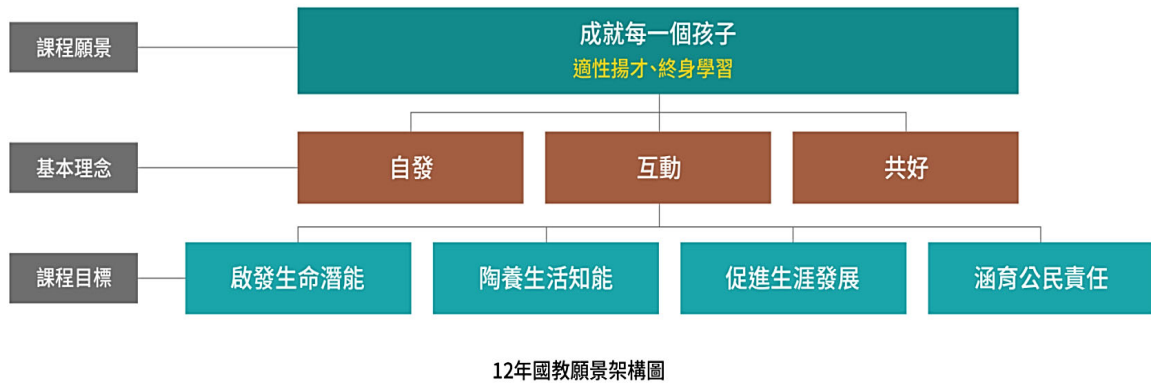 課程願景
成就每一個孩子
適性揚才、終身學習
基本理念
自發
互動
共好
課程目標
啟發生命潛能
陶養生活知能
促進生涯發展
涵育公民責任
12年國教願景架構圖